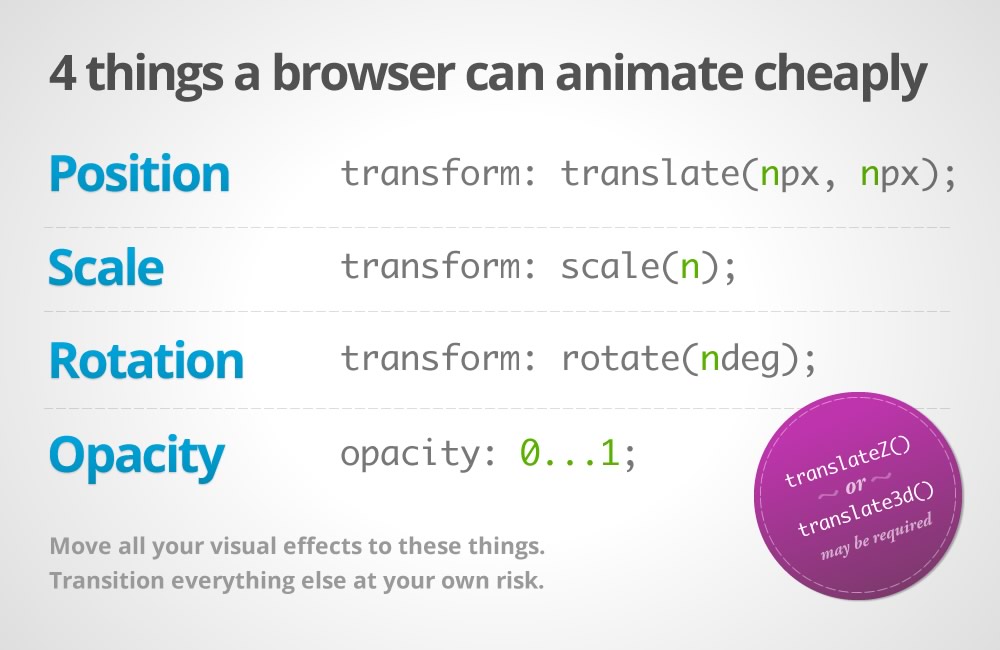 4 things a browser can animate cheaply
Position transform: translate(npx, npx);
Scale transform: scale(n);
Rotation transform: rotate(ndeg);
Opacity opacity: 0...1;
translateZ()
~ or ~
translate3d()
may be required
Move all your visual effects to these things.
Transition everything else at your own risk.